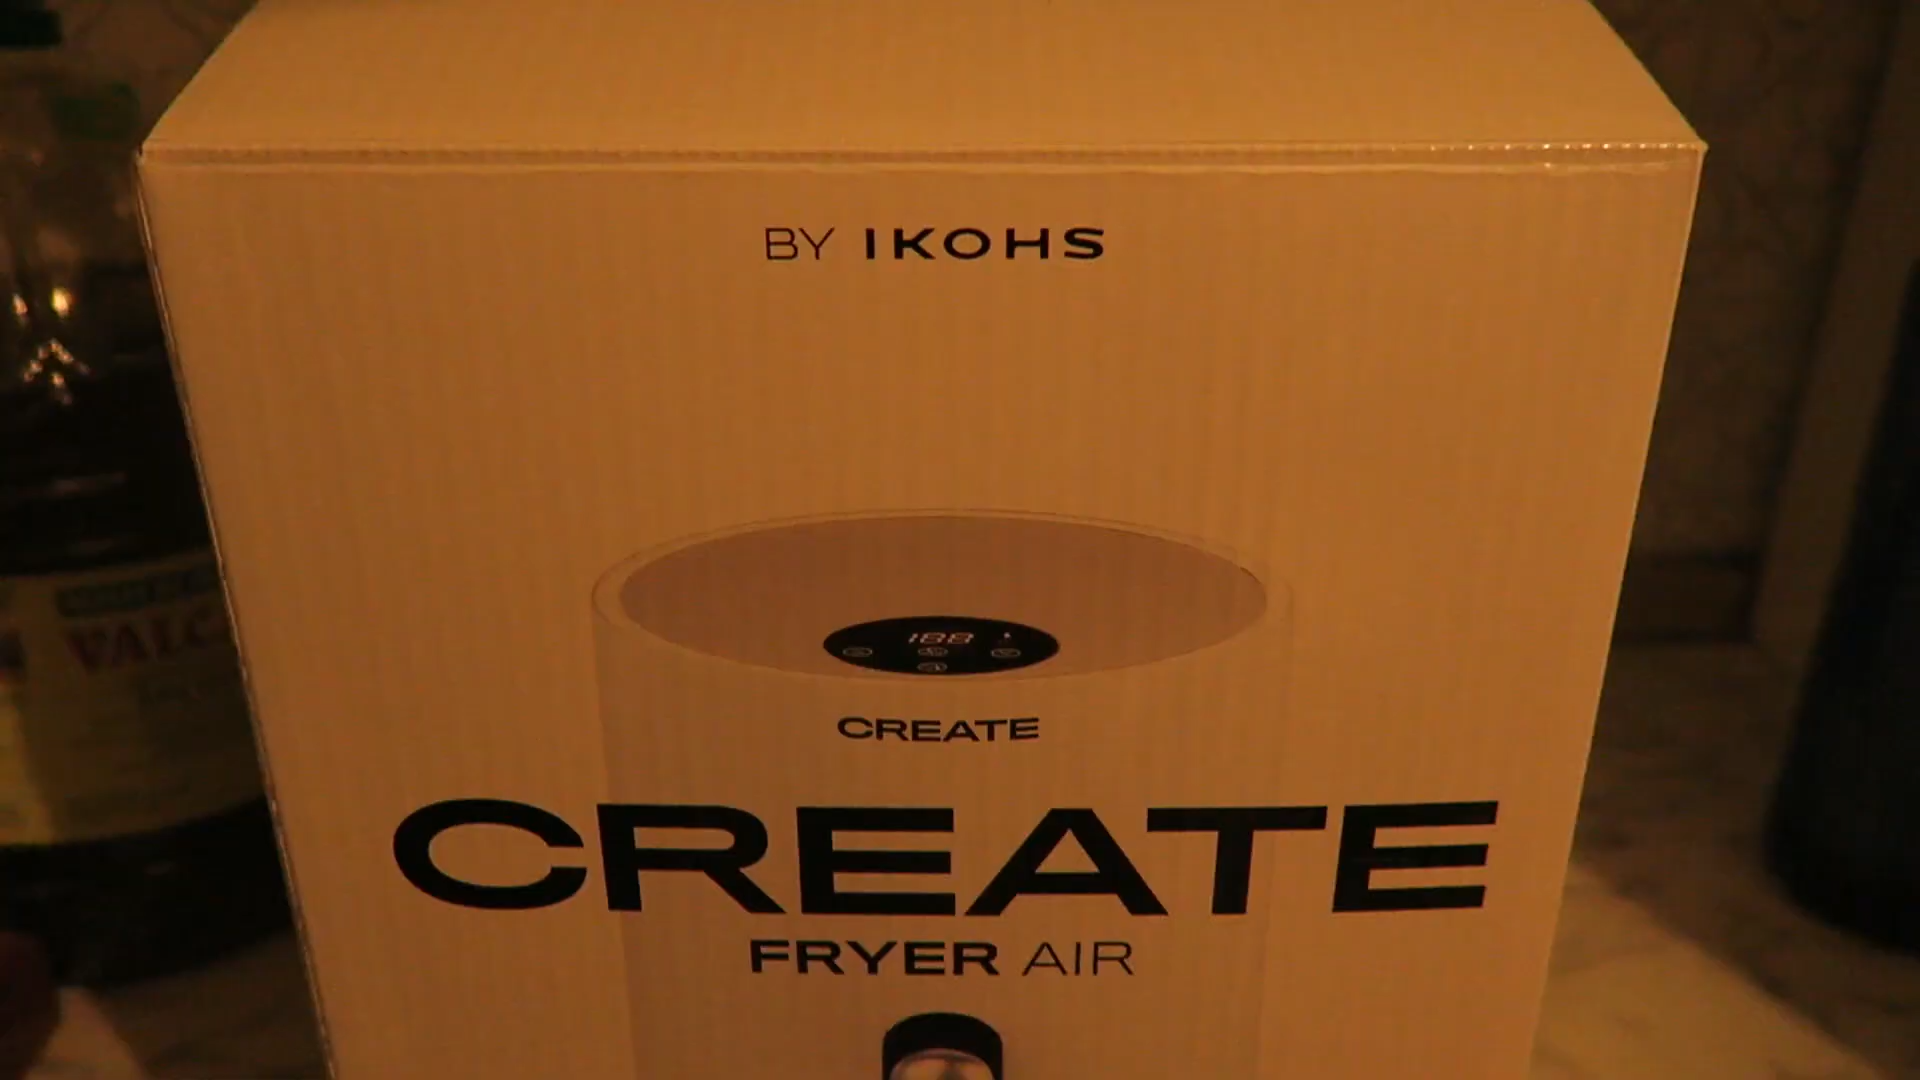 BY IKOHS
188
CREATE
CREATE
FRYER AIR